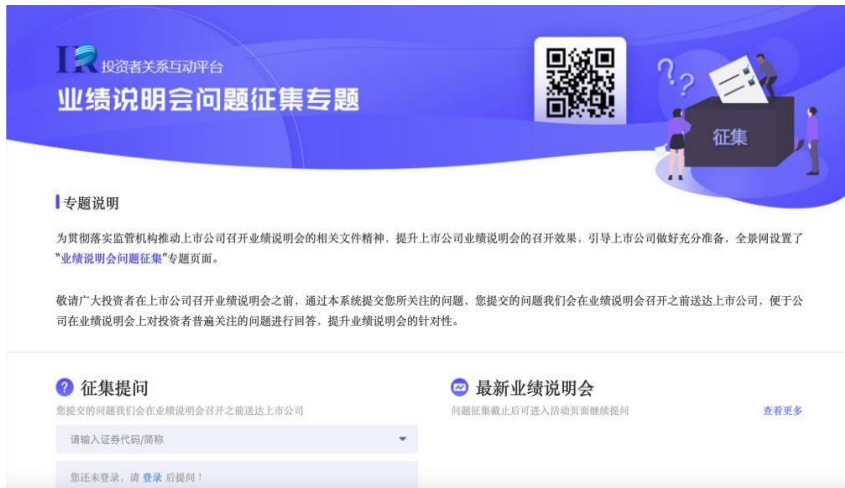 IR 投资者关系互动平台
业绩说明会问题征集专题
征集
专题说明
为贯彻落实监管机构推动上市公司召开业绩说明会的相关文件精神，提升上市公司业绩说明会的召开效果，引导上市公司做好充分准备，全景网设置了
“业绩说明会问题征集”专题页面。
敬请广大投资者在上市公司召开业绩说明会之前，通过本系统提交您所关注的问题，您提交的问题我们会在业绩说明会召开之前送达上市公司，便于公
司在业绩说明会上对投资者普遍关注的问题进行回答，提升业绩说明会的针对性。
? 征集提问
您提交的问题我们会在业绩说明会召开之前送达上市公司
请输入证券代码/简称
您还未登录，请 登录 后提问！
最新业绩说明会
问题征集截止后可进入活动页面继续提问
查看更多